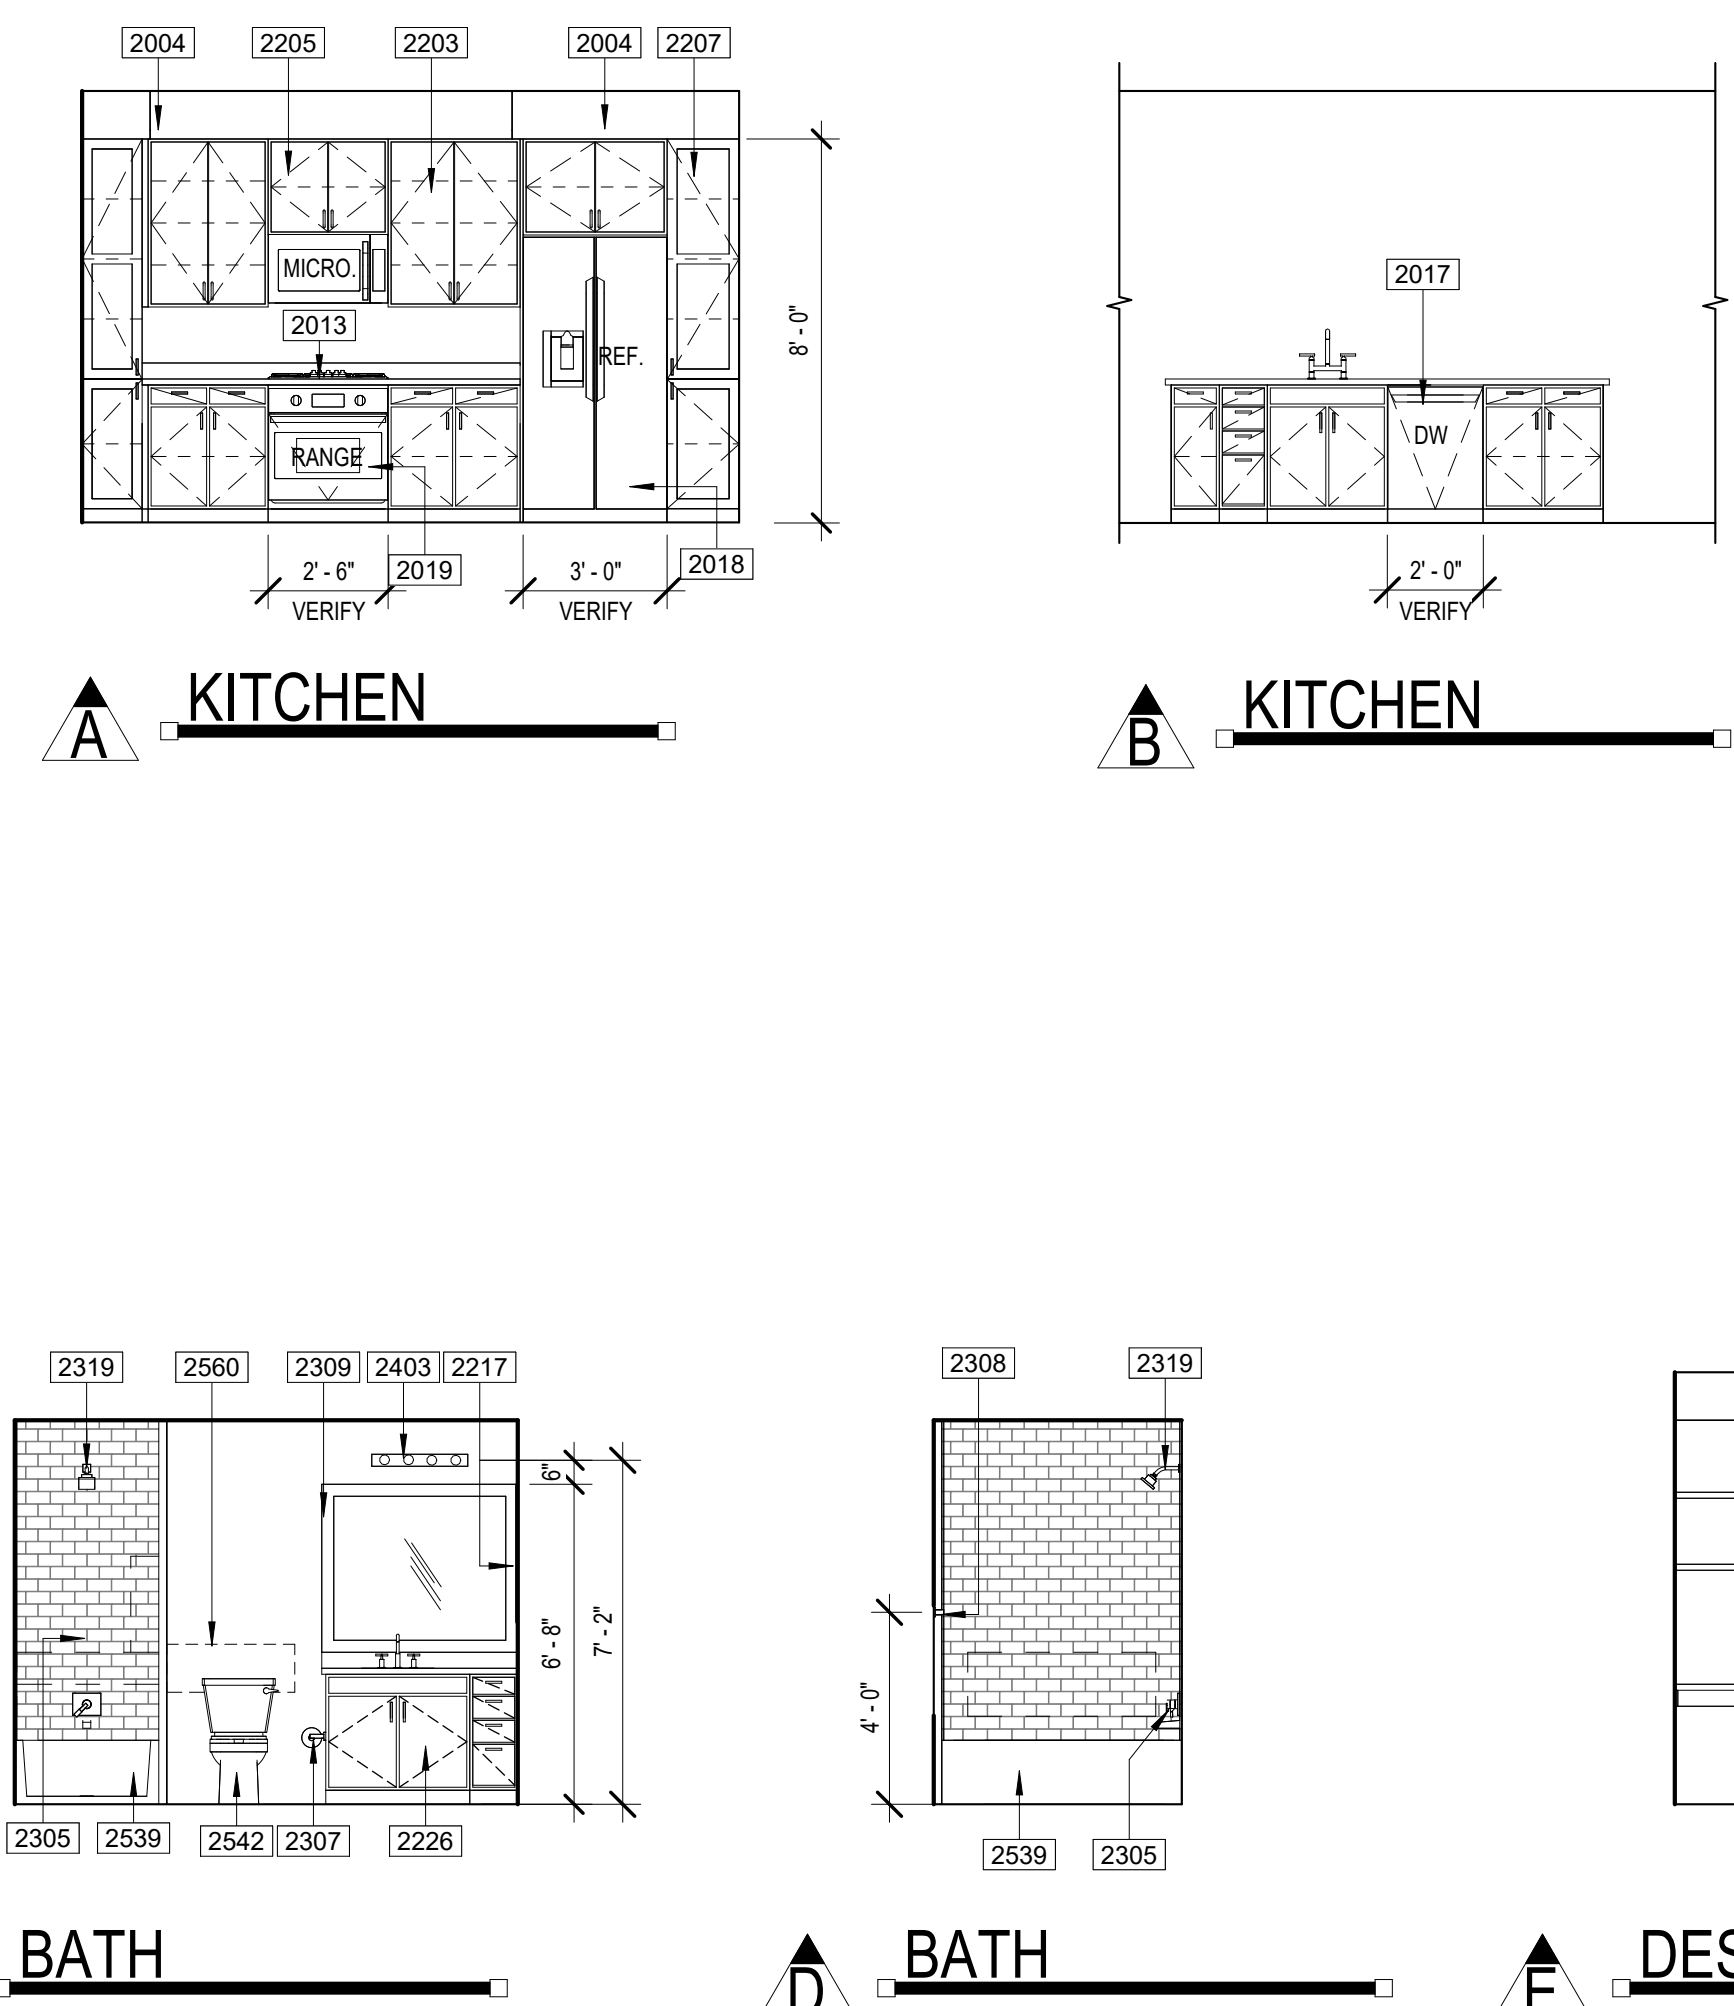 2004 2205 2203 2004 2207
MICRO.
2013
REF.
8' - 0"
RANGE
2' - 6"
VERIFY
2019
3' - 0"
VERIFY
2018
A KITCHEN
2017
DW
2' - 0"
VERIFY
B KITCHEN
2319 2560 2309 2403 2217
6"
6' - 8"
7' - 2"
2305 2539 2542 2307 2226
BATH
2308 2319
4' - 0"
2539 2305
D BATH
DES